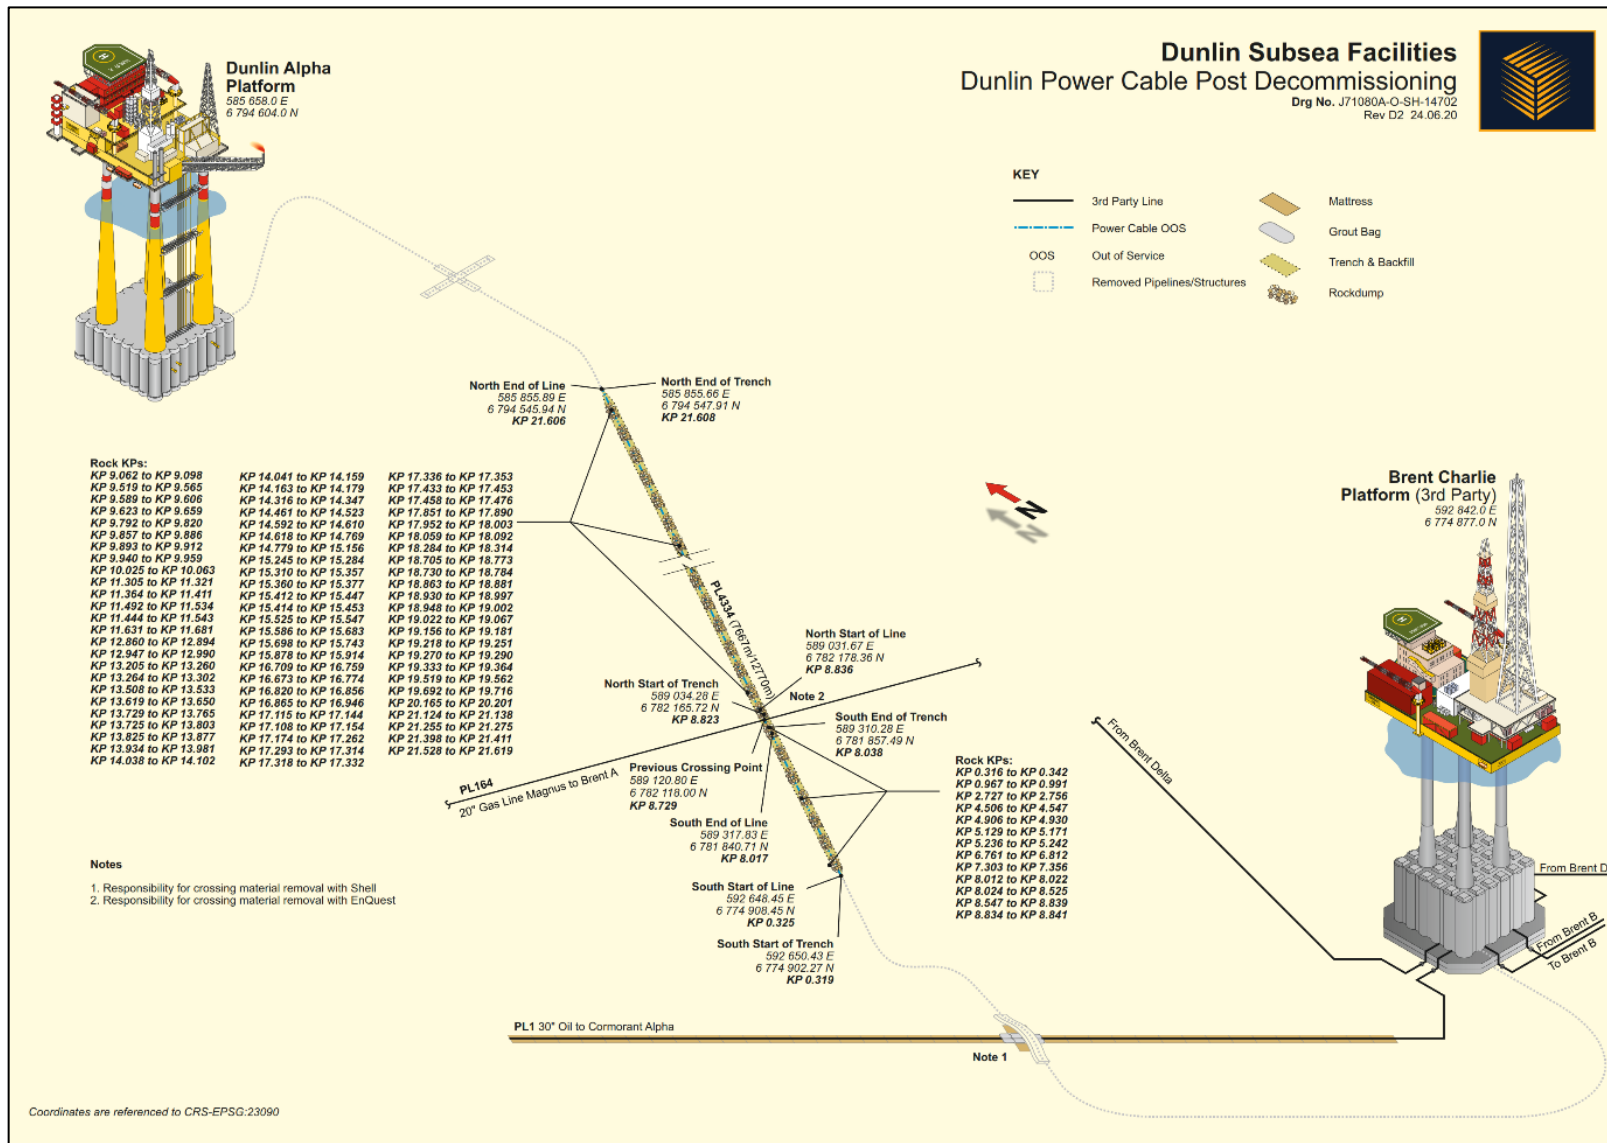 Dunlin Subsea Facilities
Dunlin Power Cable Post Decommissioning
Drg No. J71080A-O-SH-14702
Rev D2 24.06.20
Dunlin Alpha
Platform
585 658.0 E
6 794 604.0 N
KEY
3rd Party Line
Power Cable OOS
OOS Out of Service
Removed Pipelines/Structures
Mattress
Grout Bag
Trench & Backfill
Rockdump
North End of Line
585 855.89 E
6 794 545.94 N
KP 21.606
North End of Trench
585 855.66 E
6 794 547.91 N
KP 21.608
Rock KPs:
KP 9.062 to KP 9.098
KP 9.519 to KP 9.565
KP 9.589 to KP 9.606
KP 9.623 to KP 9.659
KP 9.792 to KP 9.820
KP 9.857 to KP 9.886
KP 9.893 to KP 9.912
KP 9.940 to KP 9.959
KP 10.025 to KP 10.063
KP 11.305 to KP 11.321
KP 11.364 to KP 11.411
KP 11.492 to KP 11.534
KP 11.444 to KP 11.543
KP 11.631 to KP 11.681
KP 12.860 to KP 12.894
KP 12.947 to KP 12.990
KP 13.205 to KP 13.260
KP 13.264 to KP 13.302
KP 13.508 to KP 13.533
KP 13.619 to KP 13.650
KP 13.729 to KP 13.765
KP 13.725 to KP 13.803
KP 13.825 to KP 13.877
KP 13.934 to KP 13.981
KP 14.038 to KP 14.102
KP 14.041 to KP 14.159
KP 14.163 to KP 14.179
KP 14.316 to KP 14.347
KP 14.461 to KP 14.523
KP 14.592 to KP 14.610
KP 14.618 to KP 14.769
KP 14.779 to KP 15.156
KP 15.245 to KP 15.284
KP 15.310 to KP 15.357
KP 15.360 to KP 15.377
KP 15.412 to KP 15.447
KP 15.414 to KP 15.453
KP 15.525 to KP 15.547
KP 15.586 to KP 15.683
KP 15.698 to KP 15.743
KP 15.878 to KP 15.914
KP 16.709 to KP 16.759
KP 16.673 to KP 16.774
KP 16.820 to KP 16.856
KP 16.865 to KP 16.946
KP 17.115 to KP 17.144
KP 17.108 to KP 17.154
KP 17.174 to KP 17.262
KP 17.293 to KP 17.314
KP 17.318 to KP 17.332
KP 17.336 to KP 17.353
KP 17.433 to KP 17.453
KP 17.458 to KP 17.476
KP 17.851 to KP 17.890
KP 17.952 to KP 18.003
KP 18.059 to KP 18.092
KP 18.284 to KP 18.314
KP 18.705 to KP 18.773
KP 18.730 to KP 18.784
KP 18.863 to KP 18.881
KP 18.930 to KP 18.997
KP 18.948 to KP 19.002
KP 19.022 to KP 19.067
KP 19.156 to KP 19.181
KP 19.218 to KP 19.251
KP 19.270 to KP 19.290
KP 19.333 to KP 19.364
KP 19.519 to KP 19.562
KP 19.692 to KP 19.716
KP 20.165 to KP 20.201
KP 21.124 to KP 21.138
KP 21.255 to KP 21.275
KP 21.398 to KP 21.411
KP 21.528 to KP 21.619
N
Brent Charlie
Platform (3rd Party)
592 842.0 E
6 774 877.0 N
PL4334 (7667m/12770m)
North Start of Line
589 031.67 E
6 782 178.36 N
KP 8.836
Note 2
North Start of Trench
589 034.28 E
6 782 165.72 N
KP 8.823
South End of Trench
589 310.28 E
6 781 857.49 N
KP 8.038
PL164
20" Gas Line Magnus to Brent A
Previous Crossing Point
589 120.80 E
6 782 118.00 N
KP 8.729
South End of Line
589 317.83 E
6 781 840.71 N
KP 8.017
Rock KPs:
KP 0.316 to KP 0.342
KP 0.967 to KP 0.991
KP 2.727 to KP 2.756
KP 4.506 to KP 4.547
KP 4.906 to KP 4.930
KP 5.129 to KP 5.171
KP 5.236 to KP 5.242
KP 6.761 to KP 6.812
KP 7.303 to KP 7.356
KP 8.012 to KP 8.022
KP 8.024 to KP 8.525
KP 8.547 to KP 8.839
KP 8.834 to KP 8.841
South Start of Line
592 648.45 E
6 774 908.45 N
KP 0.325
South Start of Trench
592 650.43 E
6 774 902.27 N
KP 0.319
From Brent Delta
From Brent D
From Brent B
To Brent B
Notes
1. Responsibility for crossing material removal with Shell
2. Responsibility for crossing material removal with EnQuest
PL1 30" Oil to Cormorant Alpha
Note 1
Coordinates are referenced to CRS-EPSG:23090